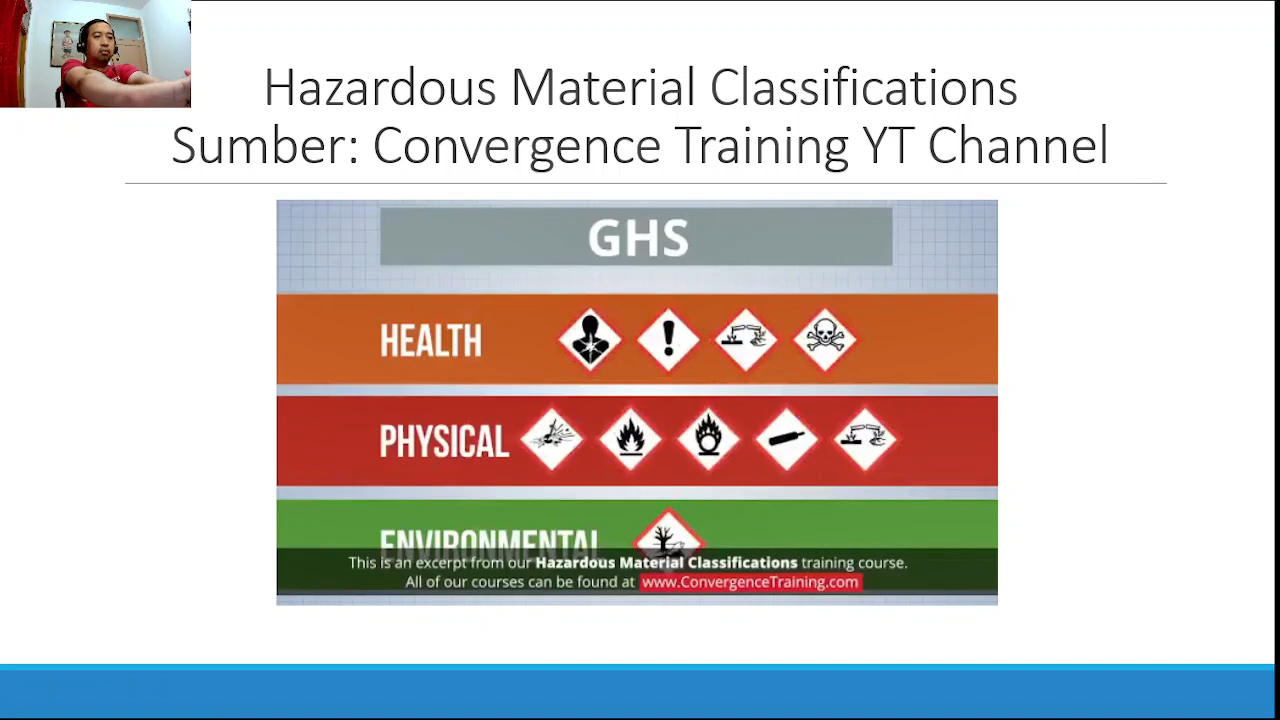 Hazardous Material Classifications
Sumber: Convergence Training YT Channel
GHS
HEALTH
PHYSICAL
ENVIRONMENTAL
This is an excerpt from our Hazardous Material Classifications training course.
All of our courses can be found at www.ConvergenceTraining.com